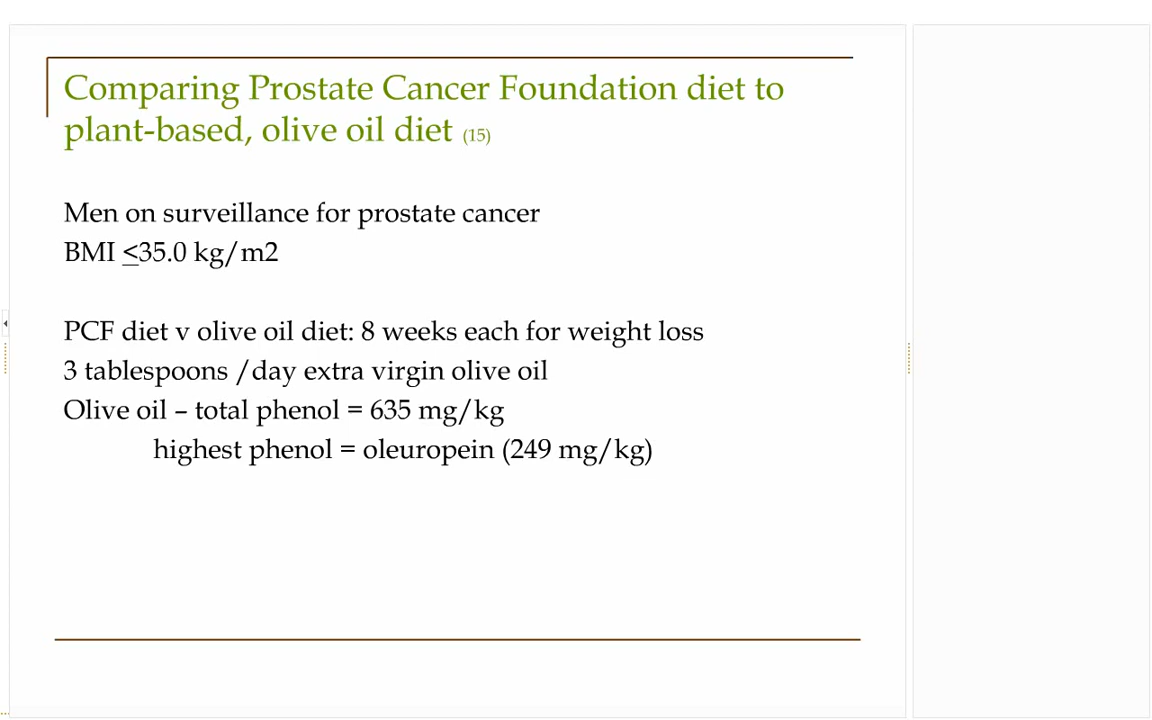 Comparing Prostate Cancer Foundation diet to
plant-based, olive oil diet (15)
Men on surveillance for prostate cancer
BMI <35.0 kg/m2
PCF diet v olive oil diet: 8 weeks each for weight loss
3 tablespoons /day extra virgin olive oil
Olive oil – total phenol = 635 mg/kg
highest phenol = oleuropein (249 mg/kg)